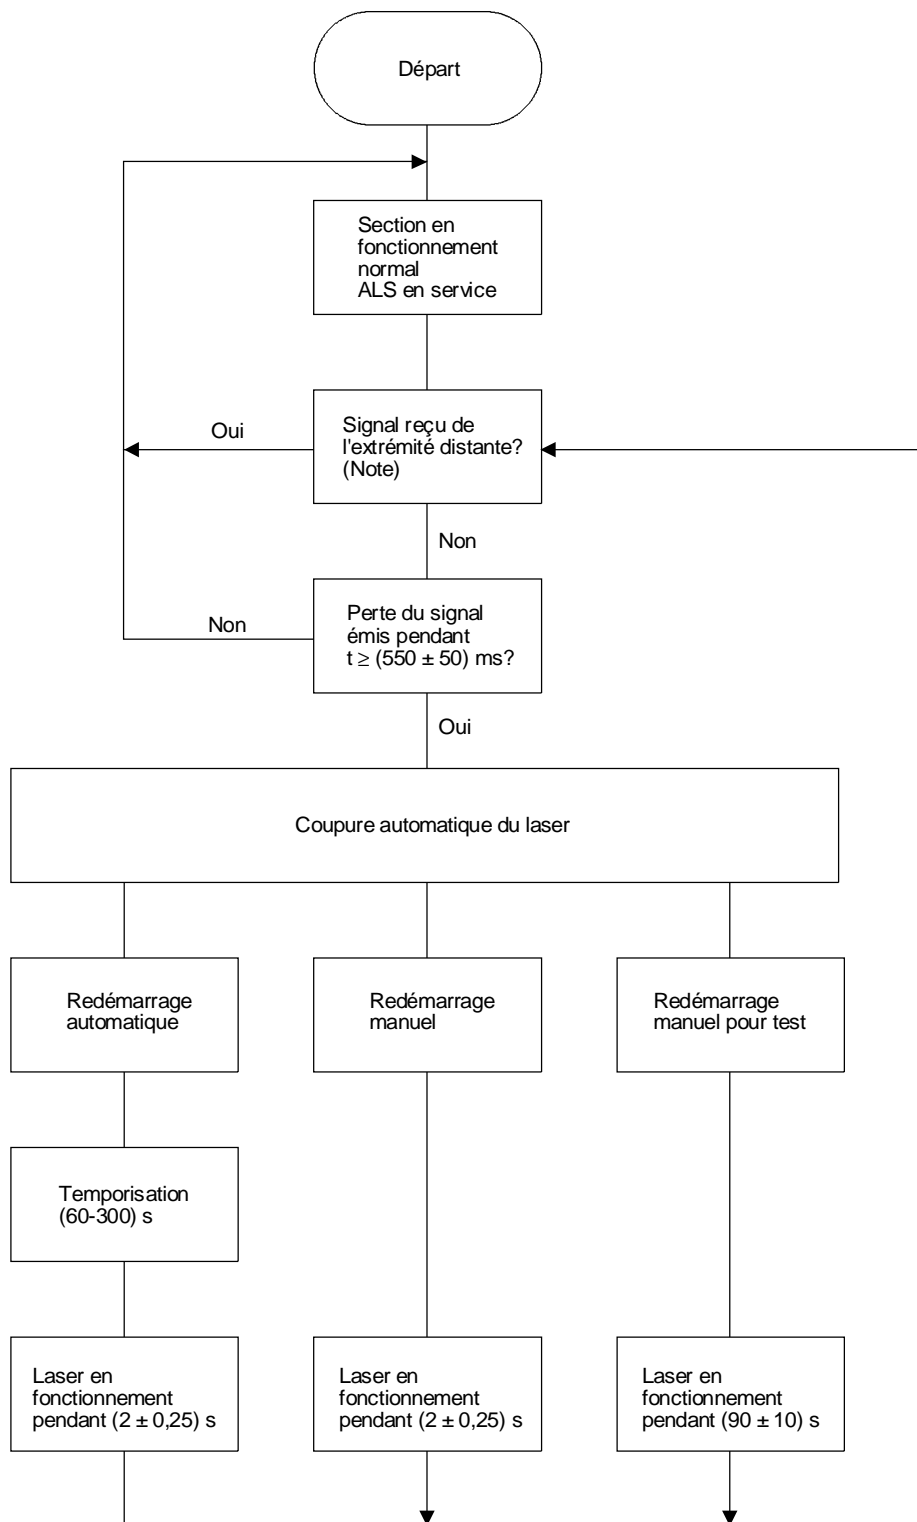 Départ
Section en
fonctionnement
normal
ALS en service
Signal reçu de
l'extrémité distante?
(Note)
Oui
Non
Perte du signal
émis pendant
t ≥ (550 ± 50) ms?
Non
Oui
Coupure automatique du laser
Redémarrage
automatique
Redémarrage
manuel
Redémarrage
manuel pour test
Temporisation
(60-300) s
Laser en
fonctionnement
pendant (2 ± 0,25) s
Laser en
fonctionnement
pendant (2 ± 0,25) s
Laser en
fonctionnement
pendant (90 ± 10) s